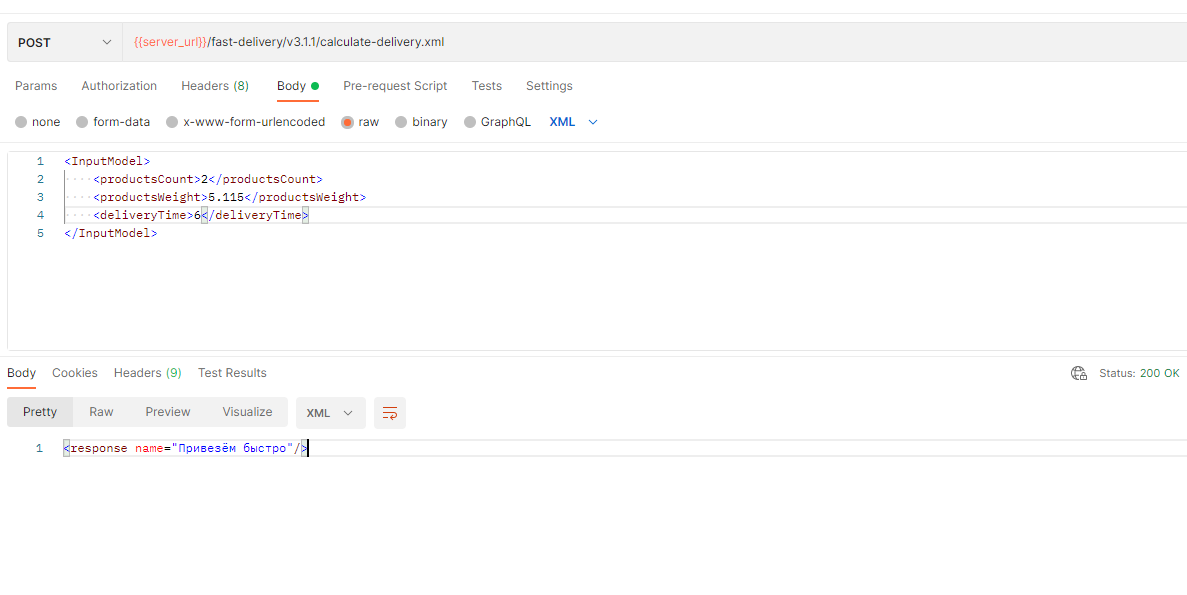 POST {{server_url}}/fast-delivery/v3.1.1/calculate-delivery.xml
Params Authorization Headers (8) Body Pre-request Script Tests Settings
none form-data x-www-form-urlencoded raw binary GraphQL XML
1 <InputModel>
2 <productsCount>2</productsCount>
3 <productsWeight>5.115</productsWeight>
4 <deliveryTime>6</deliveryTime>
5 </InputModel>
Body Cookies Headers (9) Test Results Status: 200 OK
Pretty Raw Preview Visualize XML
1 <response name="Привезём быстро"/>